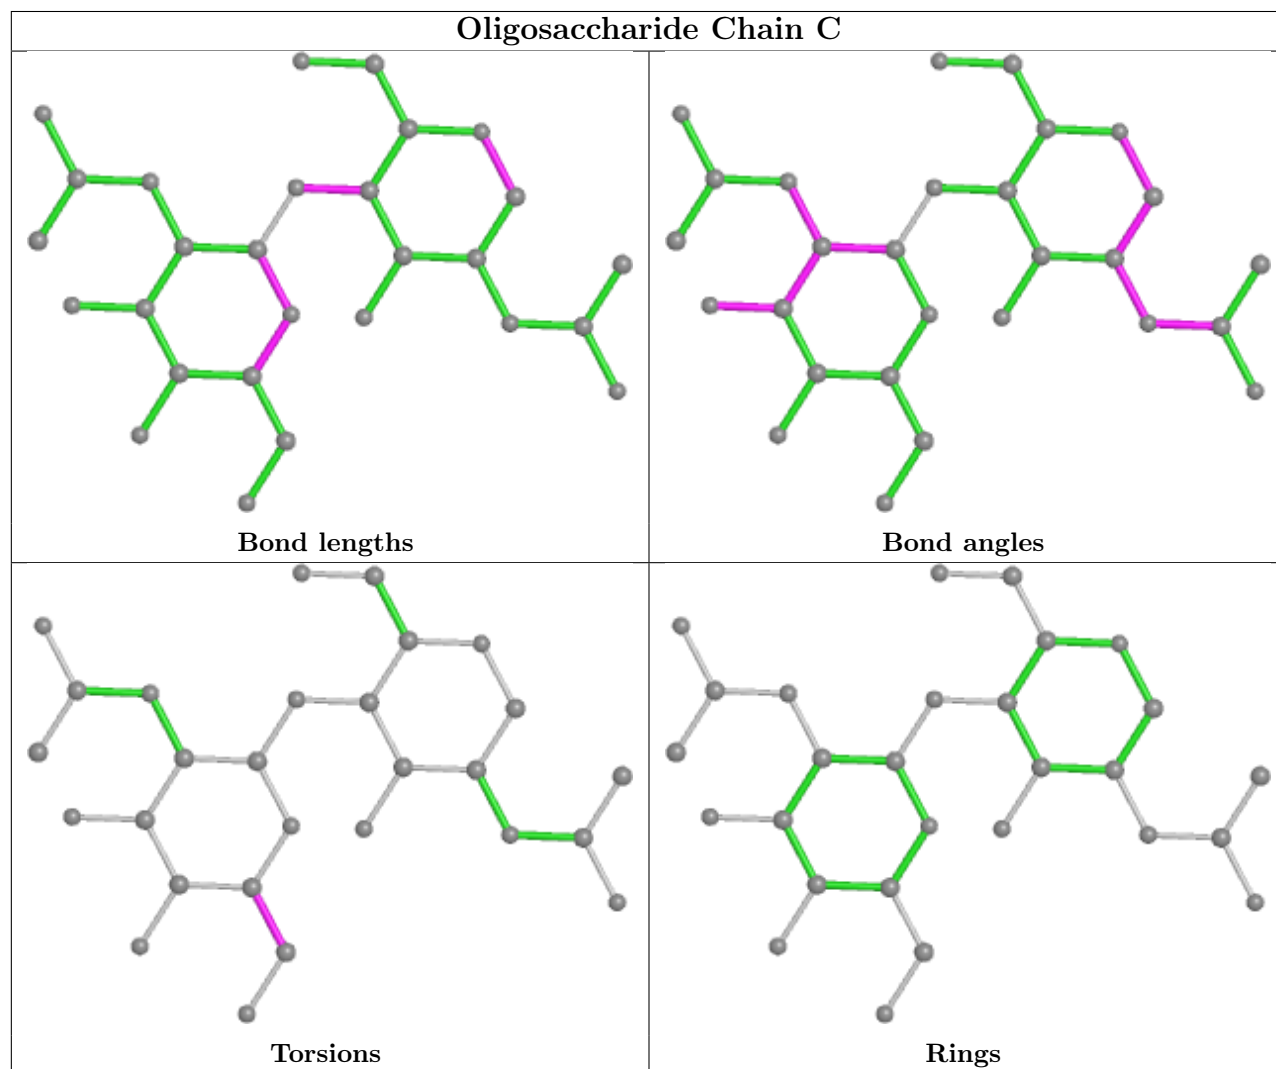 Oligosaccharide Chain C
Bond lengths
Bond angles
Torsions
Rings